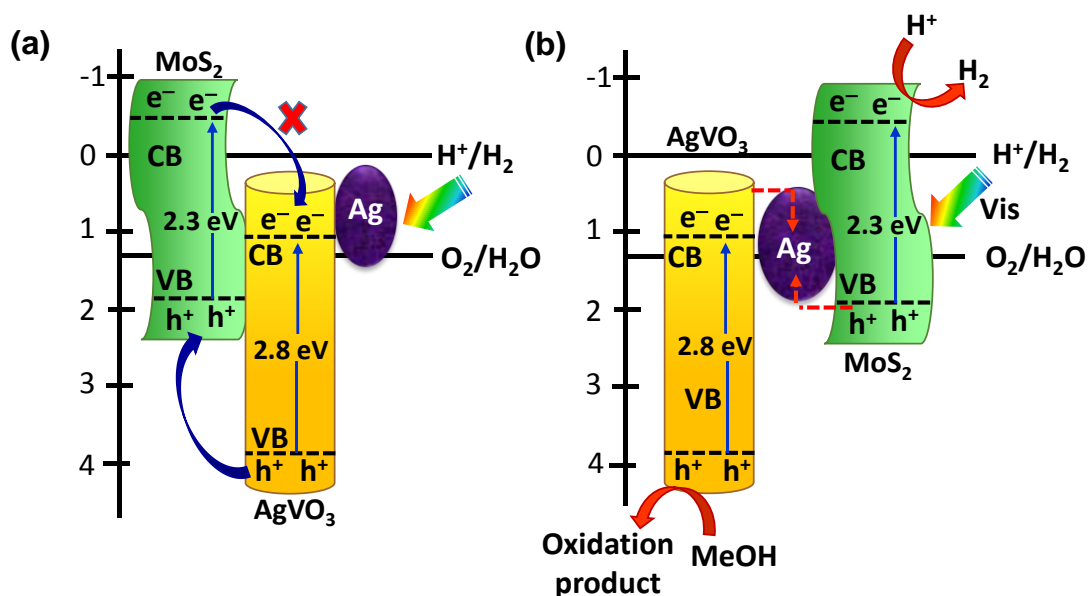 (a)
MoS₂
-1
e⁻ e⁻
CB
0
H⁺/H₂
Ag
e⁻ e⁻
1
2.3 eV
CB
O₂/H₂O
VB
2
h⁺ h⁺
2.8 eV
3
VB
4
h⁺ h⁺
AgVO₃
(b)
H⁺
H₂
-1
e⁻ e⁻
AgVO₃
CB
0
H⁺/H₂
Vis
e⁻ e⁻
1
2.3 eV
CB
Ag
O₂/H₂O
VB
2
h⁺ h⁺
2.8 eV
MoS₂
3
VB
4
h⁺ h⁺
Oxidation
product
MeOH